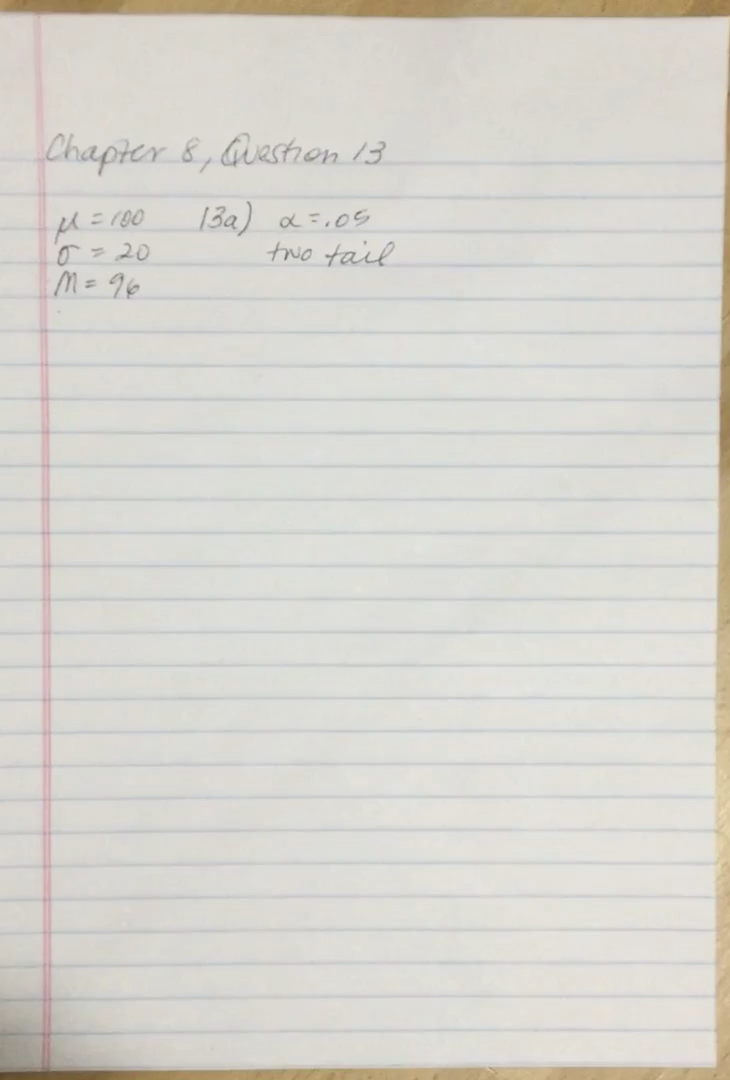 Chapter 8, Question 13
μ = 100 13a) α = .05
σ = 20 two tail
M = 96